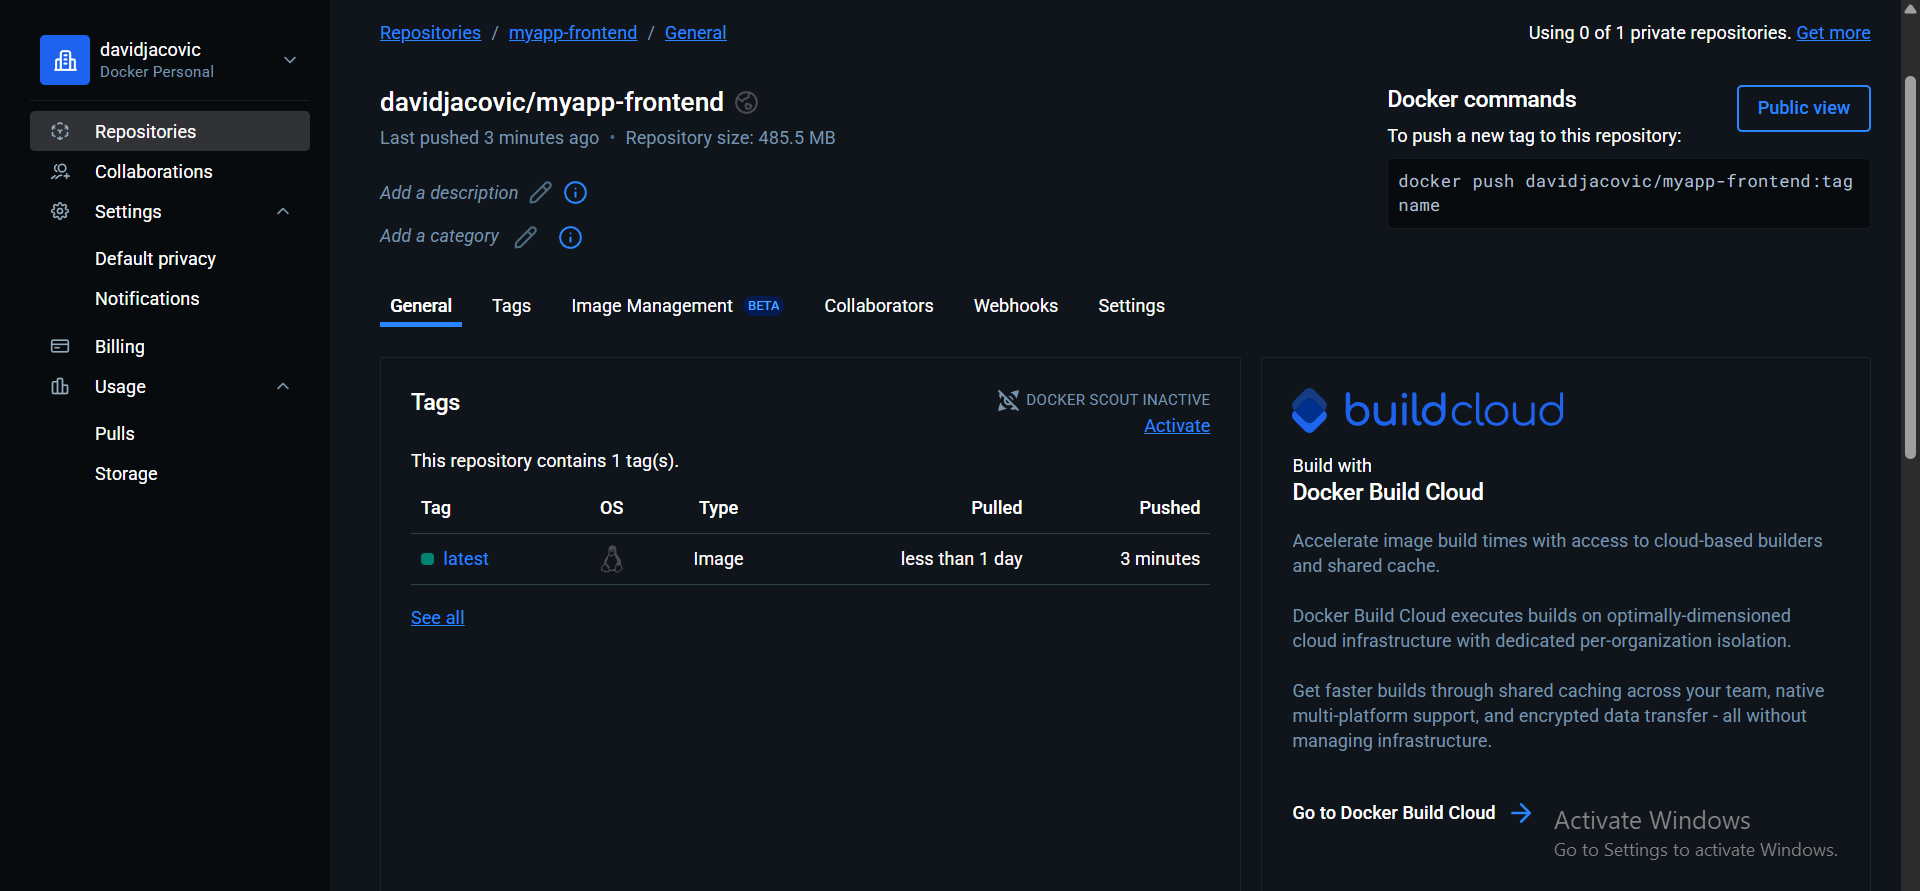 davidjacovic
Docker Personal
Repositories
Collaborations
Settings
Default privacy
Notifications
Billing
Usage
Pulls
Storage
Repositories / myapp-frontend / General
Using 0 of 1 private repositories. Get more
davidjacovic/myapp-frontend
Last pushed 3 minutes ago • Repository size: 485.5 MB
Add a description
Add a category
Docker commands
Public view
To push a new tag to this repository:
docker push davidjacovic/myapp-frontend:tag
name
General Tags Image Management BETA Collaborators Webhooks Settings
Tags
DOCKER SCOUT INACTIVE
Activate
This repository contains 1 tag(s).
Tag OS Type Pulled Pushed
latest Image less than 1 day 3 minutes
See all
buildcloud
Build with
Docker Build Cloud
Accelerate image build times with access to cloud-based builders
and shared cache.
Docker Build Cloud executes builds on optimally-dimensioned
cloud infrastructure with dedicated per-organization isolation.
Get faster builds through shared caching across your team, native
multi-platform support, and encrypted data transfer - all without
managing infrastructure.
Go to Docker Build Cloud
Activate Windows
Go to Settings to activate Windows.